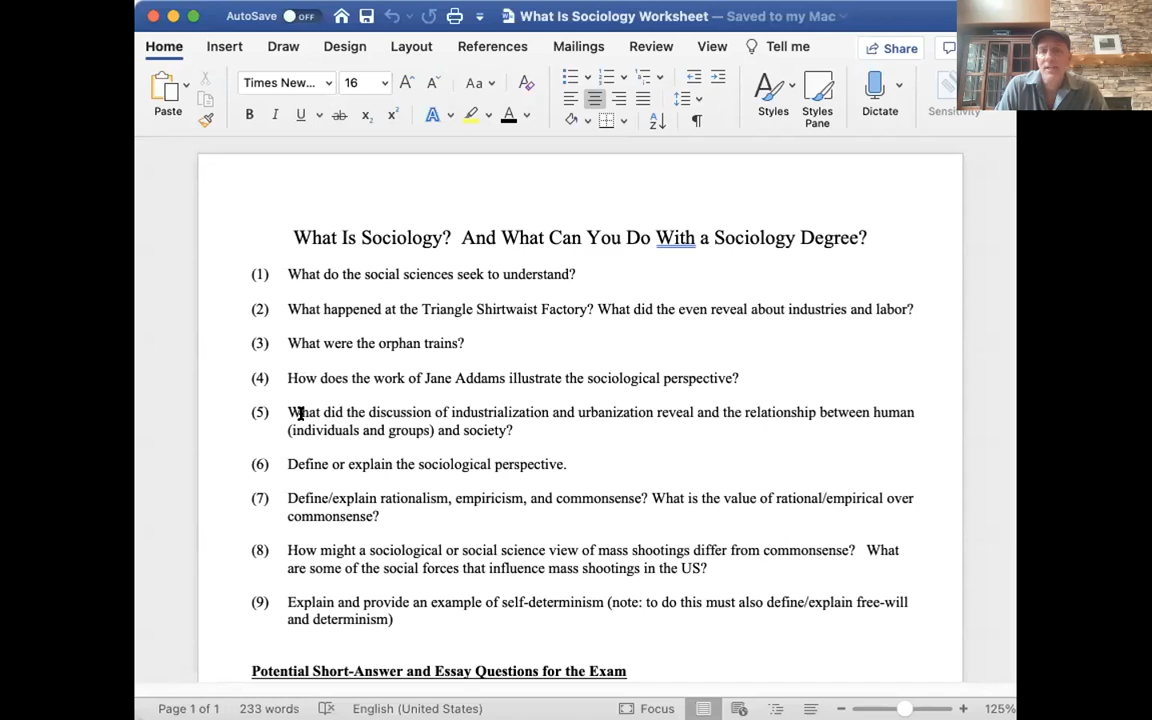 AutoSave OFF What Is Sociology Worksheet — Saved to my Mac
Home Insert Draw Design Layout References Mailings Review View Tell me Share
Paste Times New... 16 Aa Styles Styles Pane Dictate Sensitivity
What Is Sociology? And What Can You Do With a Sociology Degree?
(1) What do the social sciences seek to understand?
(2) What happened at the Triangle Shirtwaist Factory? What did the even reveal about industries and labor?
(3) What were the orphan trains?
(4) How does the work of Jane Addams illustrate the sociological perspective?
(5) What did the discussion of industrialization and urbanization reveal and the relationship between human
(individuals and groups) and society?
(6) Define or explain the sociological perspective.
(7) Define/explain rationalism, empiricism, and commonsense? What is the value of rational/empirical over
commonsense?
(8) How might a sociological or social science view of mass shootings differ from commonsense? What
are some of the social forces that influence mass shootings in the US?
(9) Explain and provide an example of self-determinism (note: to do this must also define/explain free-will
and determinism)
Potential Short-Answer and Essay Questions for the Exam
Page 1 of 1 233 words English (United States) Focus 125%